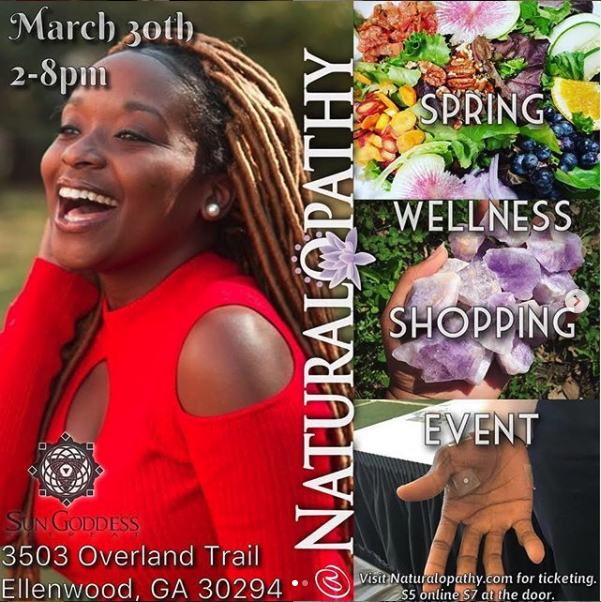 March 30th
2-8pm
NATURALOPATHY
SPRING
WELLNESS
SHOPPING
EVENT
SUN GODDESS
RETREAT
3503 Overland Trail
Ellenwood, GA 30294
Visit Naturalopathy.com for ticketing.
$5 online $7 at the door.